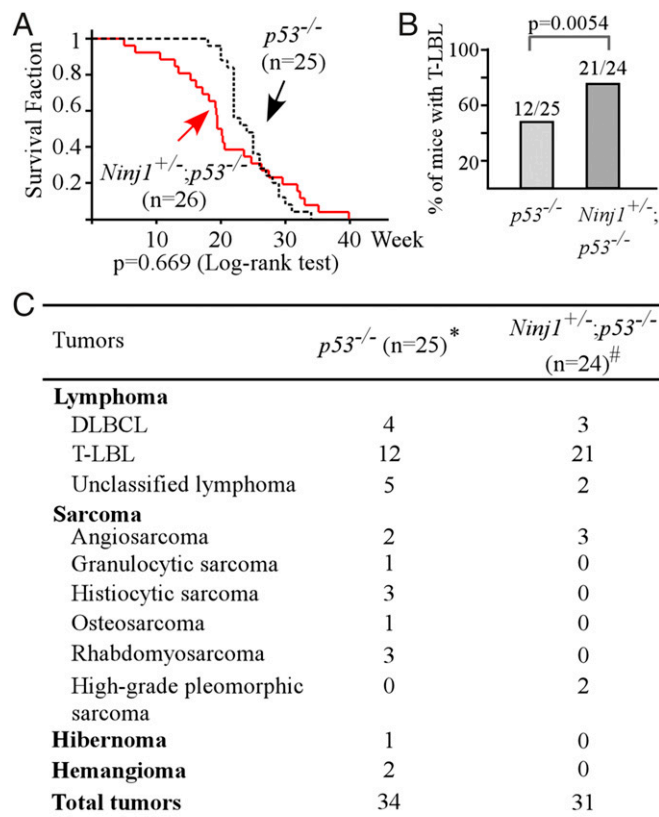 A
1
0.8
0.6
0.4
0.2
Survival Faction
p53-/-
(n=25)
Ninj1+/-;p53-/-
(n=26)
10 20 30 40 Week
p=0.669 (Log-rank test)
B
p=0.0054
100
60
20
% of mice with T-LBL
12/25
21/24
p53-/-
Ninj1+/-;
p53-/-
C
Tumors p53-/- (n=25)* Ninj1+/-;p53-/-
(n=24)#
Lymphoma
DLBCL 4 3
T-LBL 12 21
Unclassified lymphoma 5 2
Sarcoma
Angiosarcoma 2 3
Granulocytic sarcoma 1 0
Histiocytic sarcoma 3 0
Osteosarcoma 1 0
Rhabdomyosarcoma 3 0
High-grade pleomorphic 0 2
sarcoma
Hibernoma 1 0
Hemangioma 2 0
Total tumors 34 31